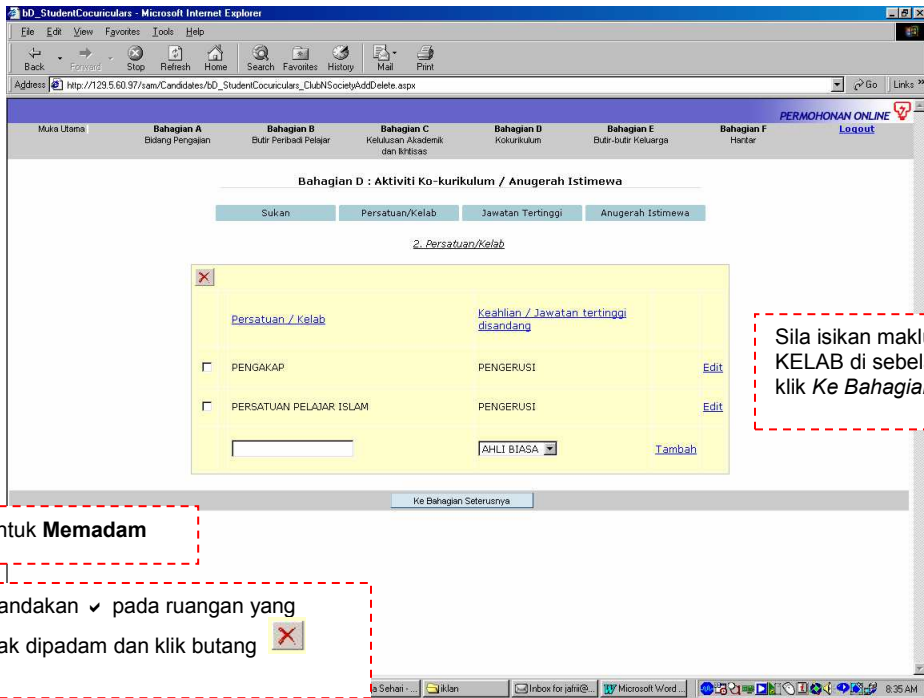 bD_StudentCocuriculars - Microsoft Internet Explorer
File Edit View Favorites Tools Help
Back Forward Stop Refresh Home Search Favorites History Mail Print
Address http://129.5.60.97/sam/Candidates/bD_StudentCocuriculars_ClubNSocietyAddDelete.aspx Go Links »
PERMOHONAN ONLINE
Muka Utama Bahagian A Bahagian B Bahagian C Bahagian D Bahagian E Bahagian F Logout
Bidang Pengajian Butir Peribadi Pelajar Kelulusan Akademik Kokurikulum Butir-butir Keluarga Hantar
dan Ikhtisas
Bahagian D : Aktiviti Ko-kurikulum / Anugerah Istimewa
Sukan Persatuan/Kelab Jawatan Tertinggi Anugerah Istimewa
2. Persatuan/Kelab
Persatuan / Kelab Keahlian / Jawatan tertinggi
disandang
PENGAKAP PENGERUSI Edit
PERSATUAN PELAJAR ISLAM PENGERUSI Edit
AHLI BIASA Tambah
Ke Bahagian Seterusnya
Sila isikan maklu
KELAB di sebel
klik Ke Bahagia
ntuk Memadam
andakan ✓ pada ruangan yang
ak dipadam dan klik butang
a Sehari - ... iklan Inbox for jafri@... Microsoft Word ... 8:35 AM